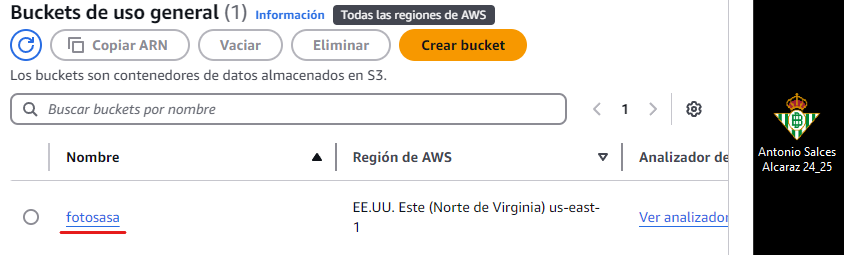 Buckets de uso general (1) Información Todas las regiones de AWS
Copiar ARN Vaciar Eliminar Crear bucket
Los buckets son contenedores de datos almacenados en S3.
Buscar buckets por nombre 1
Nombre Región de AWS Analizador de
fotosasa EE.UU. Este (Norte de Virginia) us-east-
1 Ver analizador
Antonio Salces
Alcaraz 24_25